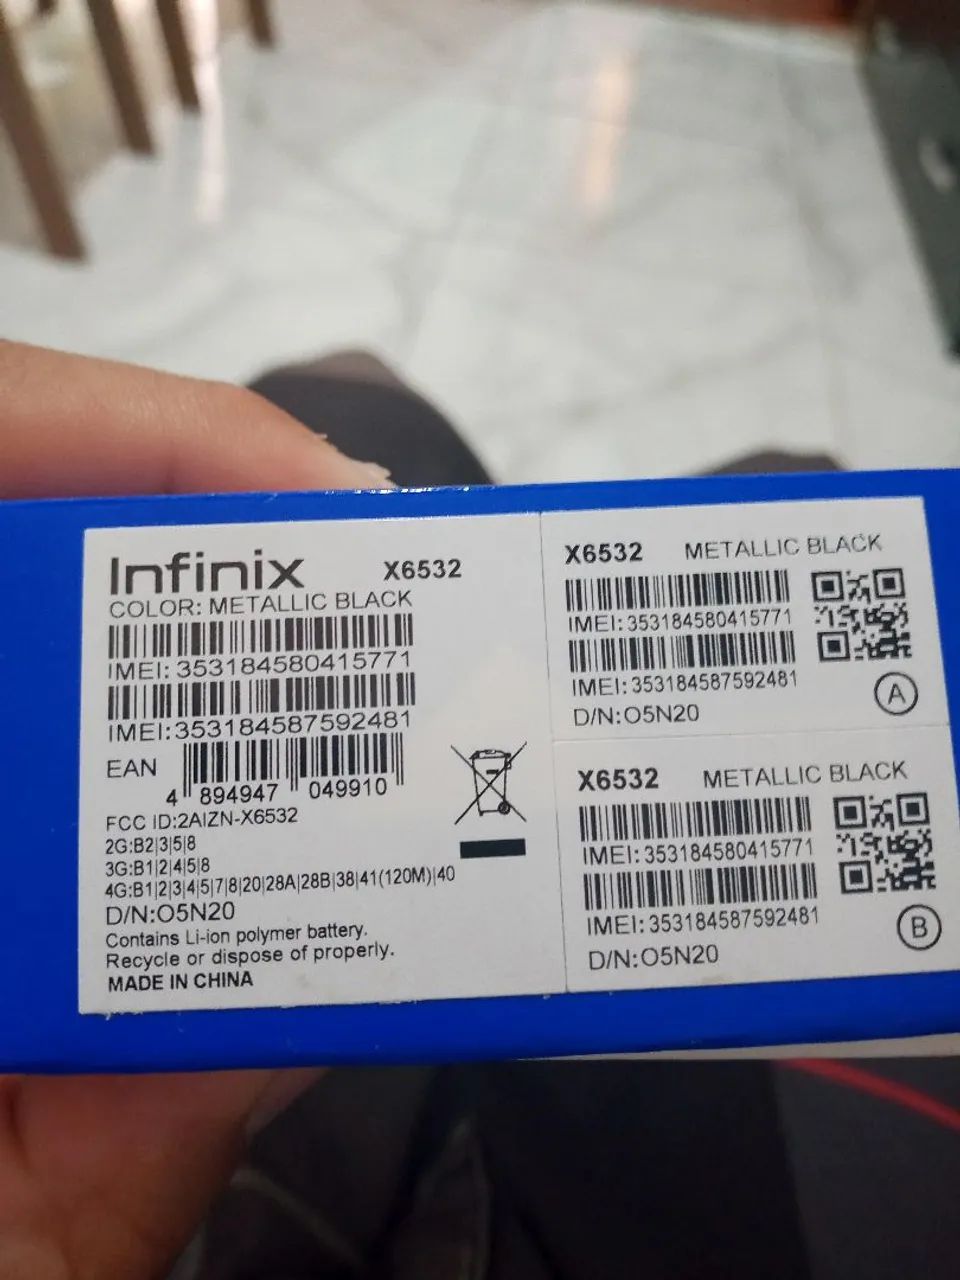 Infinix X6532
COLOR: METALLIC BLACK
IMEI: 353184580415771
IMEI:353184587592481
EAN
4 894947 049910
FCC ID:2AIZN-X6532
2G:B2|3|5|8
3G:B1|2|4|5|8
4G:B1|2|3|4|5|7|8|20|28A|28B|38|41(120M)|40
D/N:O5N20
Contains Li-ion polymer battery.
Recycle or dispose of properly.
MADE IN CHINA
X6532 METALLIC BLACK
IMEI: 353184580415771
IMEI: 353184587592481
D/N:O5N20
A
X6532 METALLIC BLACK
IMEI: 353184580415771
IMEI: 353184587592481
D/N:O5N20
B